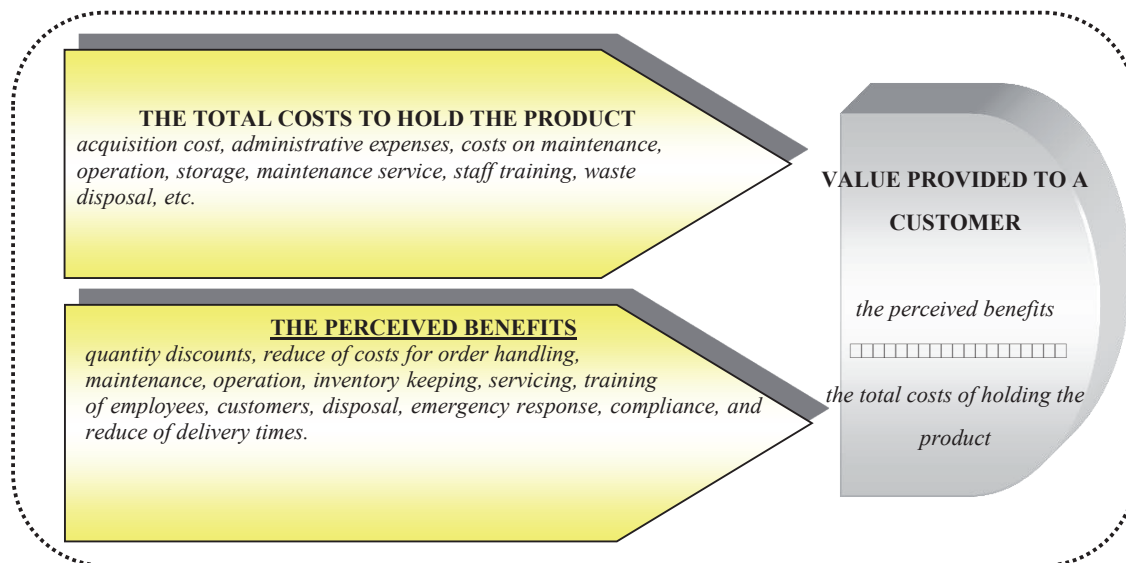 THE TOTAL COSTS TO HOLD THE PRODUCT
acquisition cost, administrative expenses, costs on maintenance,
operation, storage, maintenance service, staff training, waste
disposal, etc.
THE PERCEIVED BENEFITS
quantity discounts, reduce of costs for order handling,
maintenance, operation, inventory keeping, servicing, training
of employees, customers, disposal, emergency response, compliance, and
reduce of delivery times.
VALUE PROVIDED TO A
CUSTOMER
the perceived benefits
□□□□□□□□□□□□□□□□□□□
the total costs of holding the
product